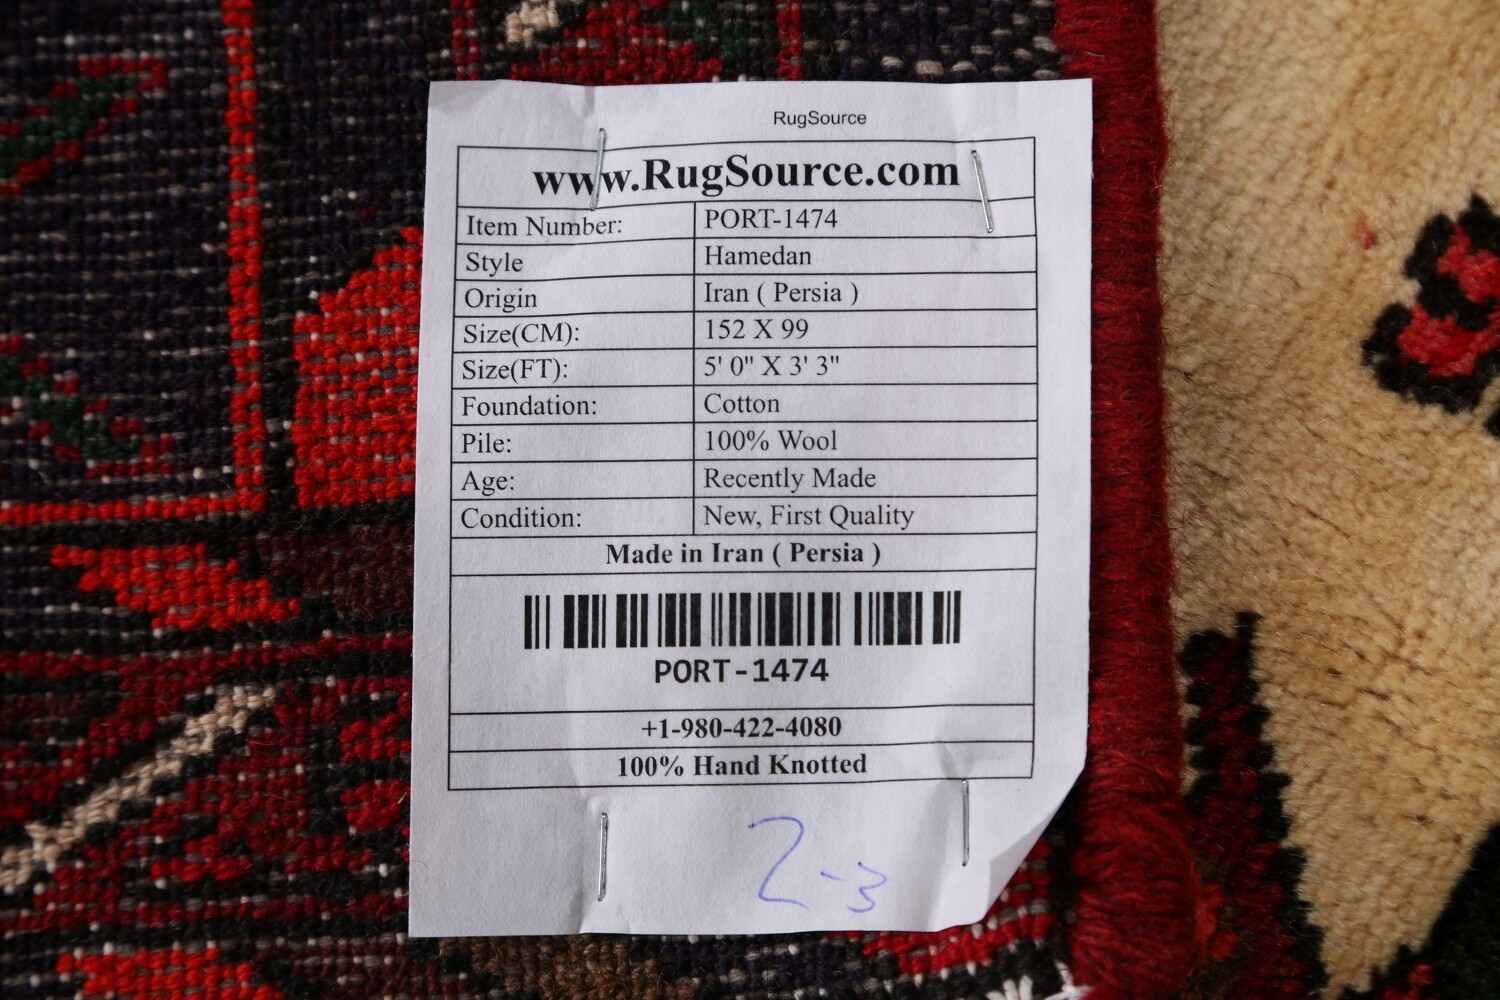 RugSource
www.RugSource.com
Item Number: PORT-1474
Style Hamedan
Origin Iran ( Persia )
Size(CM): 152 X 99
Size(FT): 5' 0" X 3' 3"
Foundation: Cotton
Pile: 100% Wool
Age: Recently Made
Condition: New, First Quality
Made in Iran ( Persia )
PORT-1474
+1-980-422-4080
100% Hand Knotted
2-3